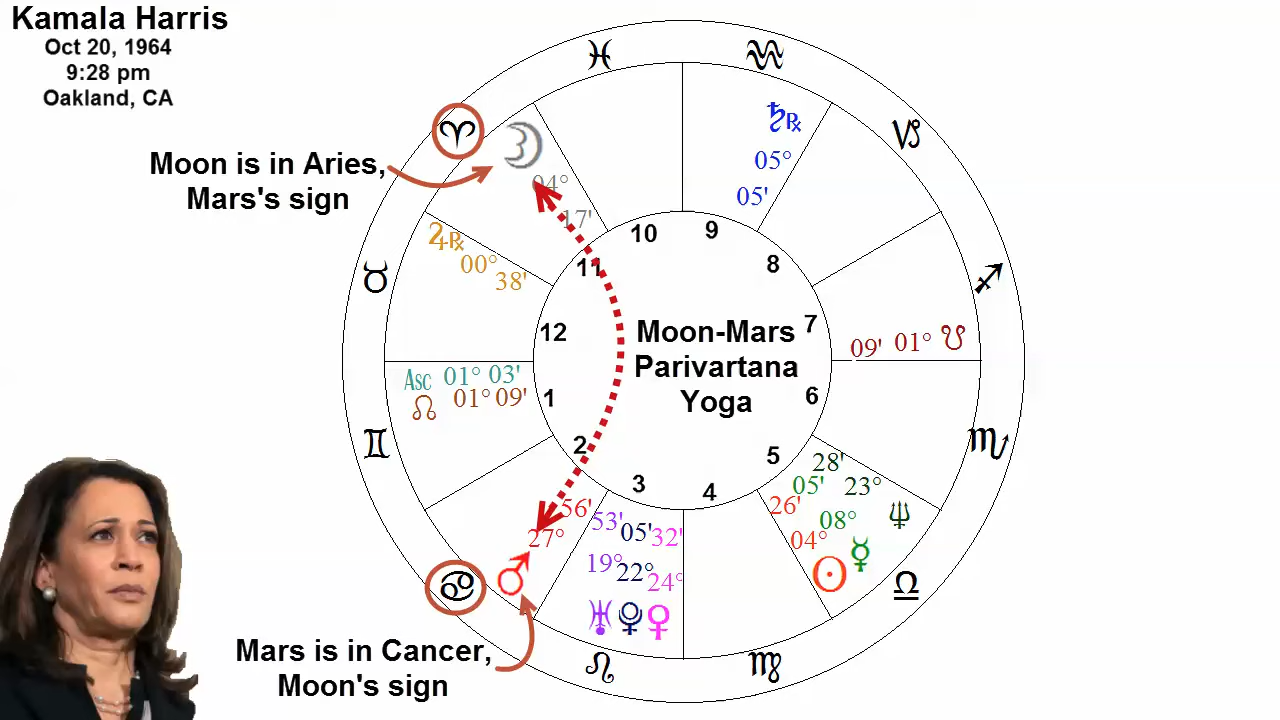 Kamala Harris
Oct 20, 1964
9:28 pm
Oakland, CA
♓ ♒
♈ ♑
Moon is in Aries,
Mars's sign
☽
04°
17'
♄℞
05°
05'
10 9
11 8
♃℞
00°
38'
♉ ♐
12 7
Moon-Mars
Parivartana
Yoga
09' 01° ☋
Asc 01° 03'
☊ 01° 09'
1 6
♊ ♏
2 5
3 4
56'
27°
♂
53' 05' 32'
19° 22° 24°
♅ ♇ ♀
28'
05' 23°
26'
08° ♆
04°
☉ ☿
♋ ♎
Mars is in Cancer,
Moon's sign
♌ ♍